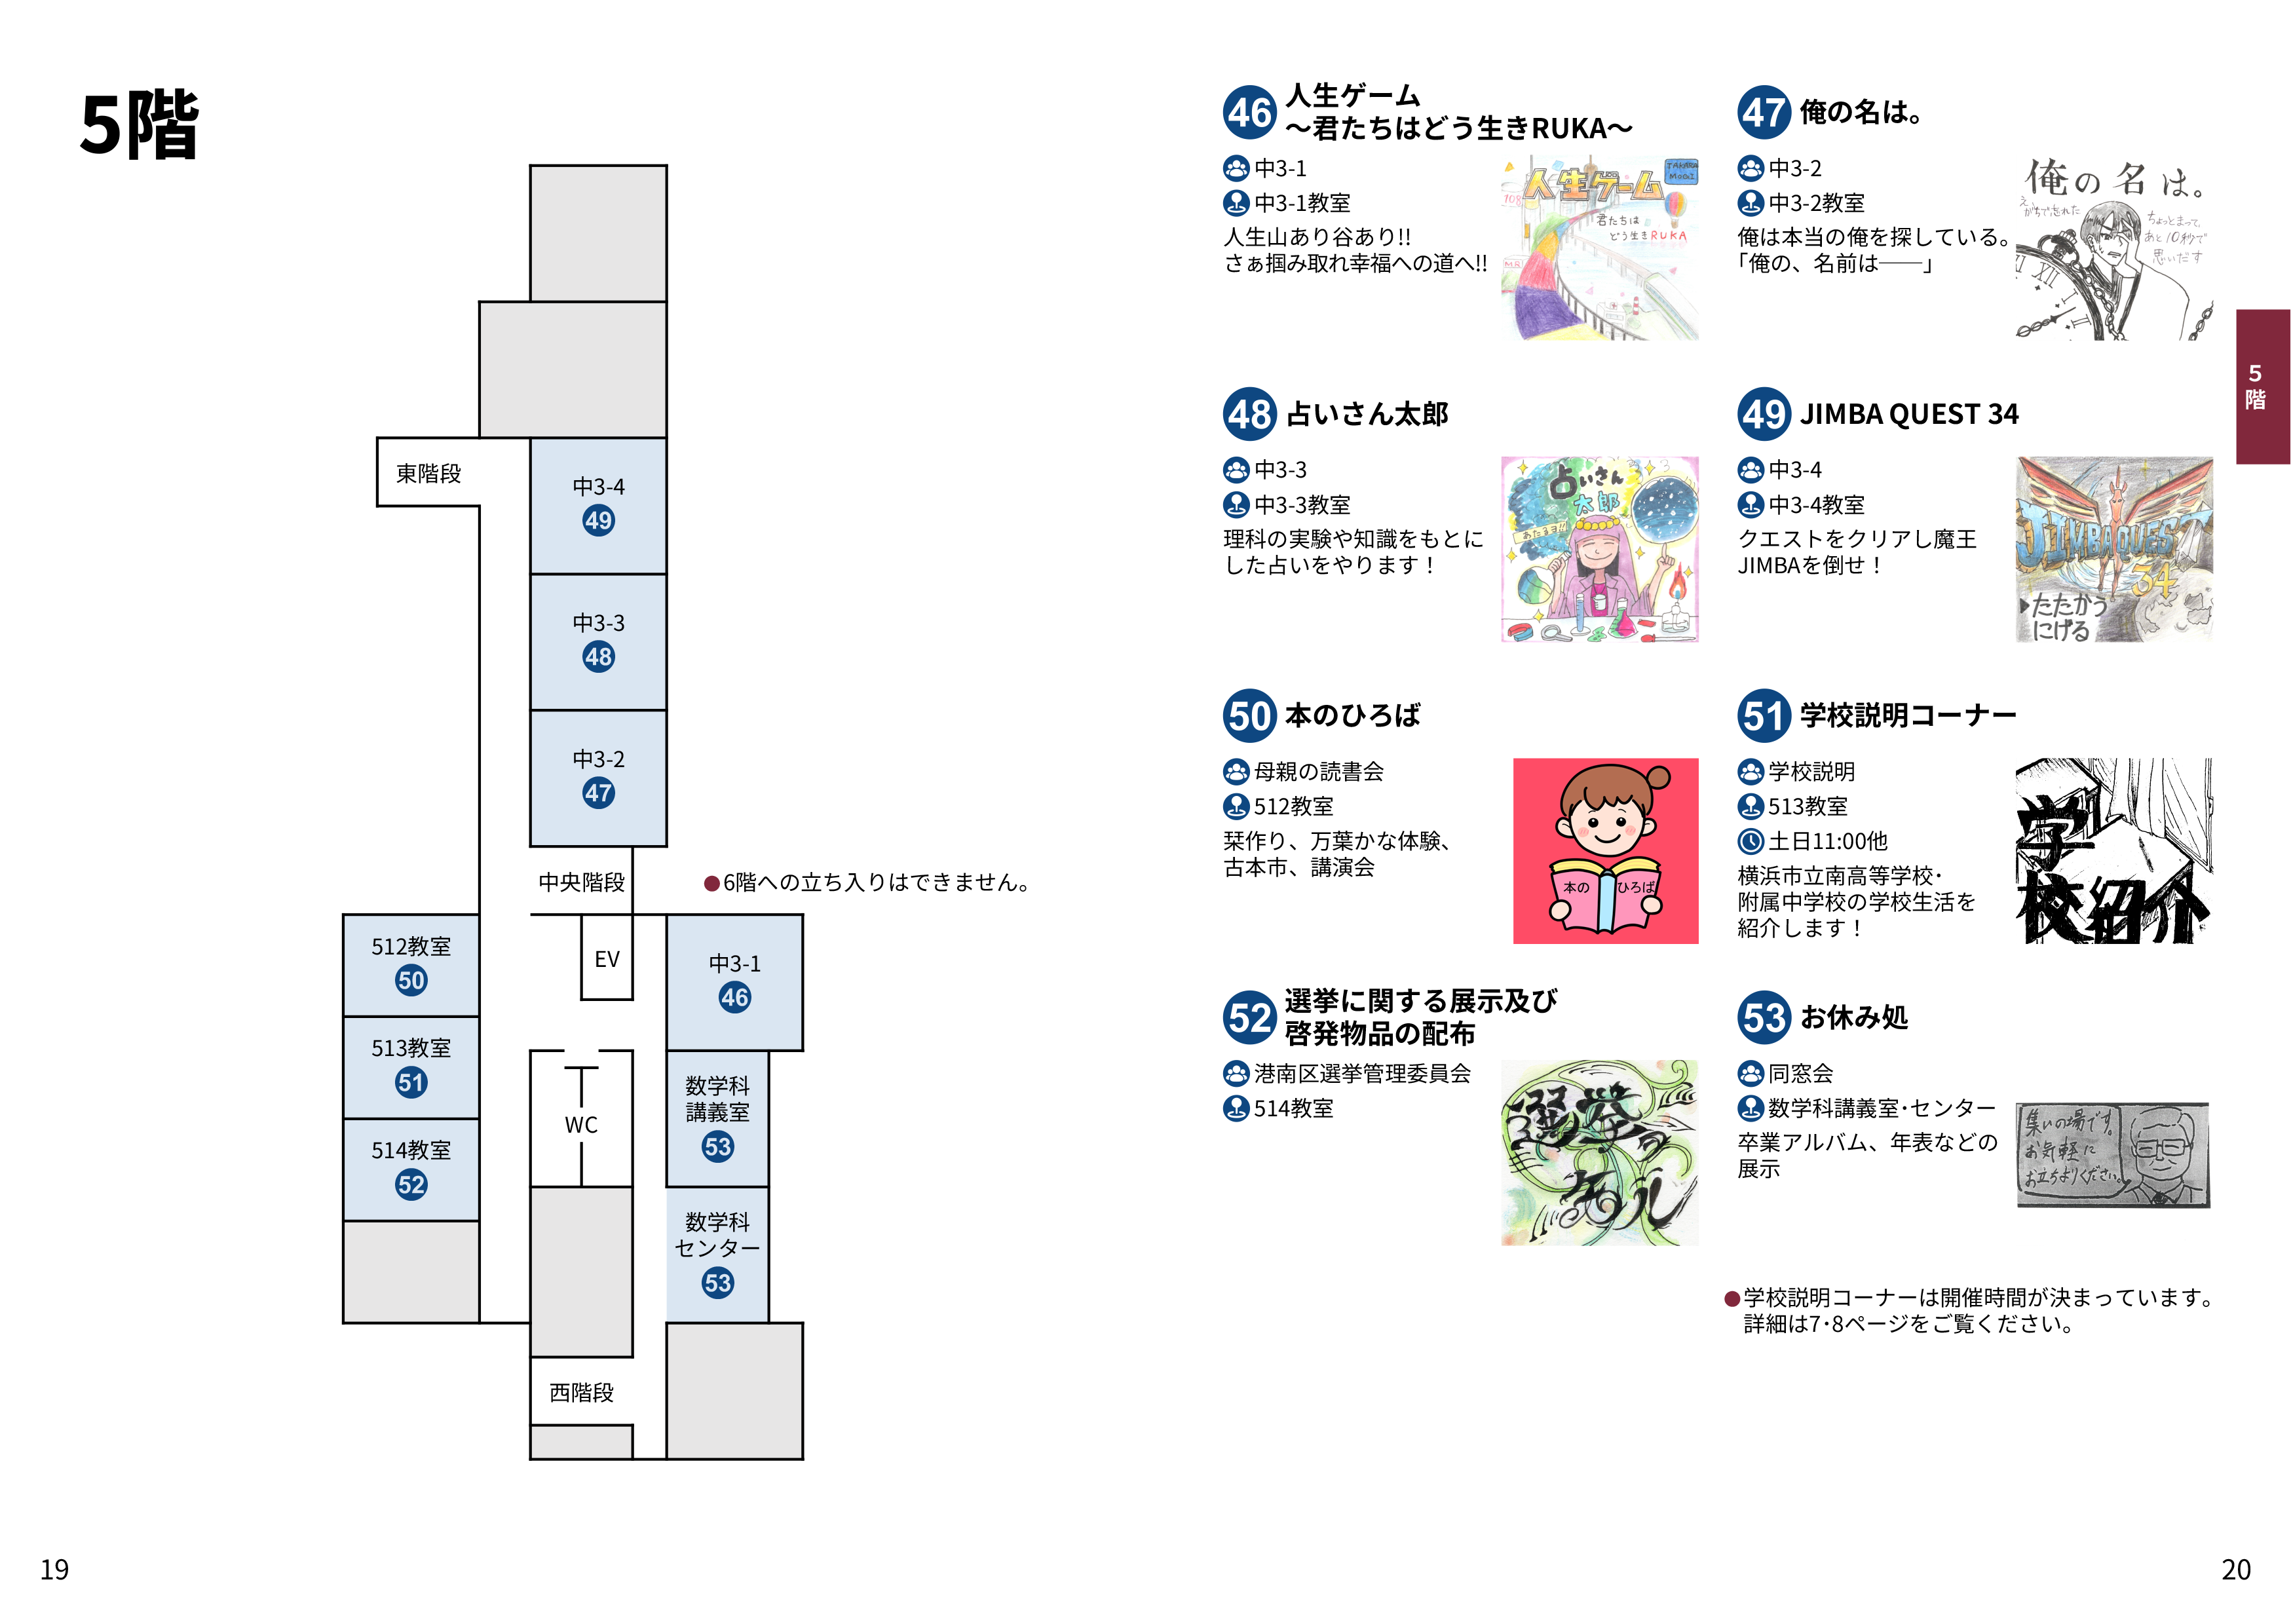 5階
東階段
中3-4
49
中3-3
48
中3-2
47
中央階段
●6階への立ち入りはできません。
512教室
50
EV
中3-1
46
513教室
51
数学科
講義室
53
WC
514教室
52
数学科
センター
53
西階段
19
46 人生ゲーム
～君たちはどう生きRUKA～
中3-1
中3-1教室
人生山あり谷あり!!
さぁ掴み取れ幸福への道へ!!
人生ゲーム
TAKARA
MOGI
108
君たちは
どう生きRUKA
47 俺の名は。
中3-2
中3-2教室
俺は本当の俺を探している。
「俺の、名前は――」
俺の名は。
ちょっとまって、
あと10秒で
思いだす
48 占いさん太郎
中3-3
中3-3教室
理科の実験や知識をもとに
した占いをやります！
占いさん
太郎
あたるヨ!!
49 JIMBA QUEST 34
中3-4
中3-4教室
クエストをクリアし魔王
JIMBAを倒せ！
JIMBAQUEST
34
▶たたかう
にげる
50 本のひろば
母親の読書会
512教室
栞作り、万葉かな体験、
古本市、講演会
本の ひろば
51 学校説明コーナー
学校説明
513教室
土日11:00他
横浜市立南高等学校･
附属中学校の学校生活を
紹介します！
学
校紹介
52 選挙に関する展示及び
啓発物品の配布
港南区選挙管理委員会
514教室
53 お休み処
同窓会
数学科講義室･センター
卒業アルバム、年表などの
展示
集いの場です。
お気軽に
お立ちよりください。
●学校説明コーナーは開催時間が決まっています。
詳細は7･8ページをご覧ください。
5階
20